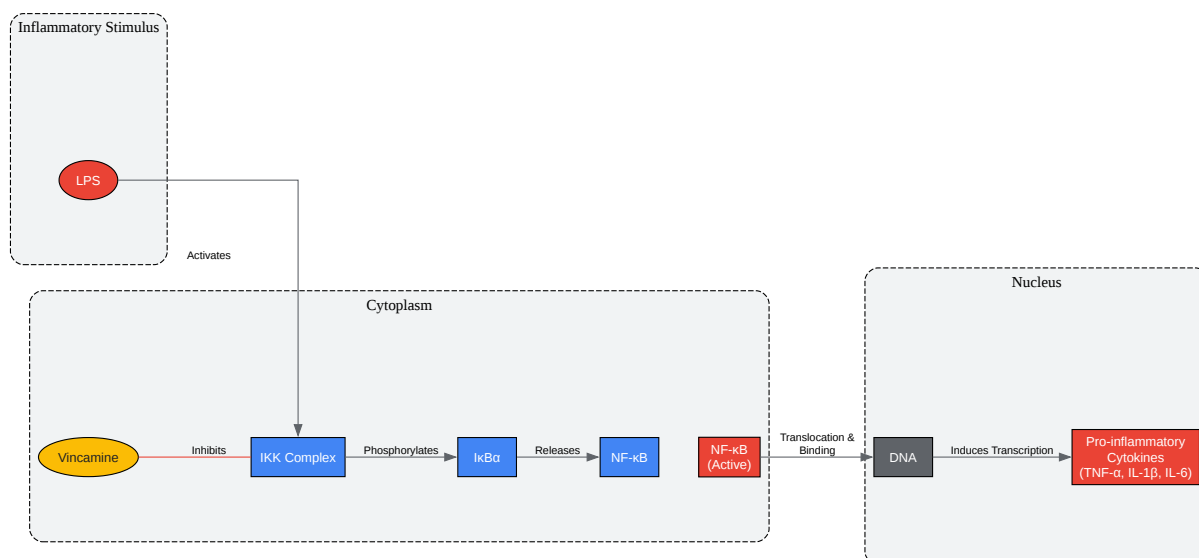 Inflammatory Stimulus
LPS
Activates
Cytoplasm
Nucleus
Vincamine
Inhibits
IKK Complex
Phosphorylates
IκBα
Releases
NF-κB
NF-κB
(Active)
Translocation &
Binding
DNA
Induces Transcription
Pro-inflammatory
Cytokines
(TNF-α, IL-1β, IL-6)